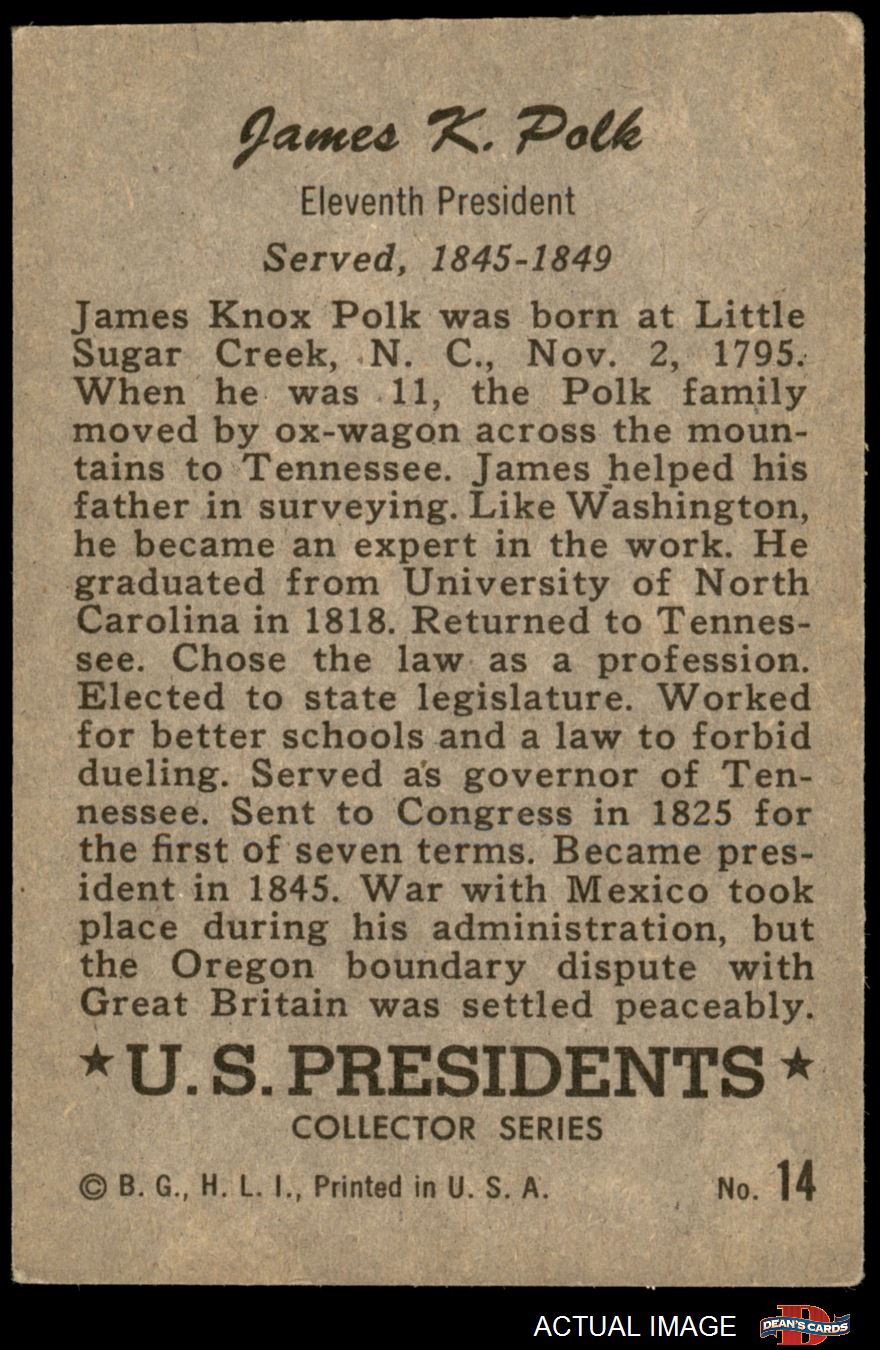 James K. Polk
Eleventh President
Served, 1845-1849
James Knox Polk was born at Little
Sugar Creek, N. C., Nov. 2, 1795.
When he was 11, the Polk family
moved by ox-wagon across the moun-
tains to Tennessee. James helped his
father in surveying. Like Washington,
he became an expert in the work. He
graduated from University of North
Carolina in 1818. Returned to Tennes-
see. Chose the law as a profession.
Elected to state legislature. Worked
for better schools and a law to forbid
dueling. Served as governor of Ten-
nessee. Sent to Congress in 1825 for
the first of seven terms. Became pres-
ident in 1845. War with Mexico took
place during his administration, but
the Oregon boundary dispute with
Great Britain was settled peaceably.
★ U.S. PRESIDENTS ★
COLLECTOR SERIES
© B. G., H. L. I., Printed in U. S. A. No. 14
ACTUAL IMAGE D DEAN'S CARDS